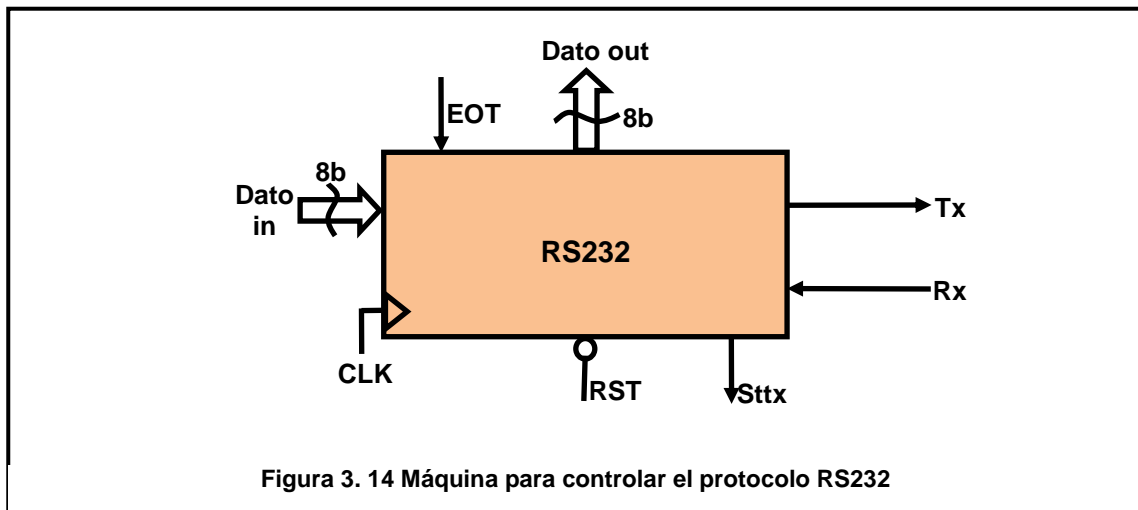 Dato out
EOT
8b
8b
Dato
in
Tx
RS232
Rx
CLK
RST
Sttx
Figura 3. 14 Máquina para controlar el protocolo RS232